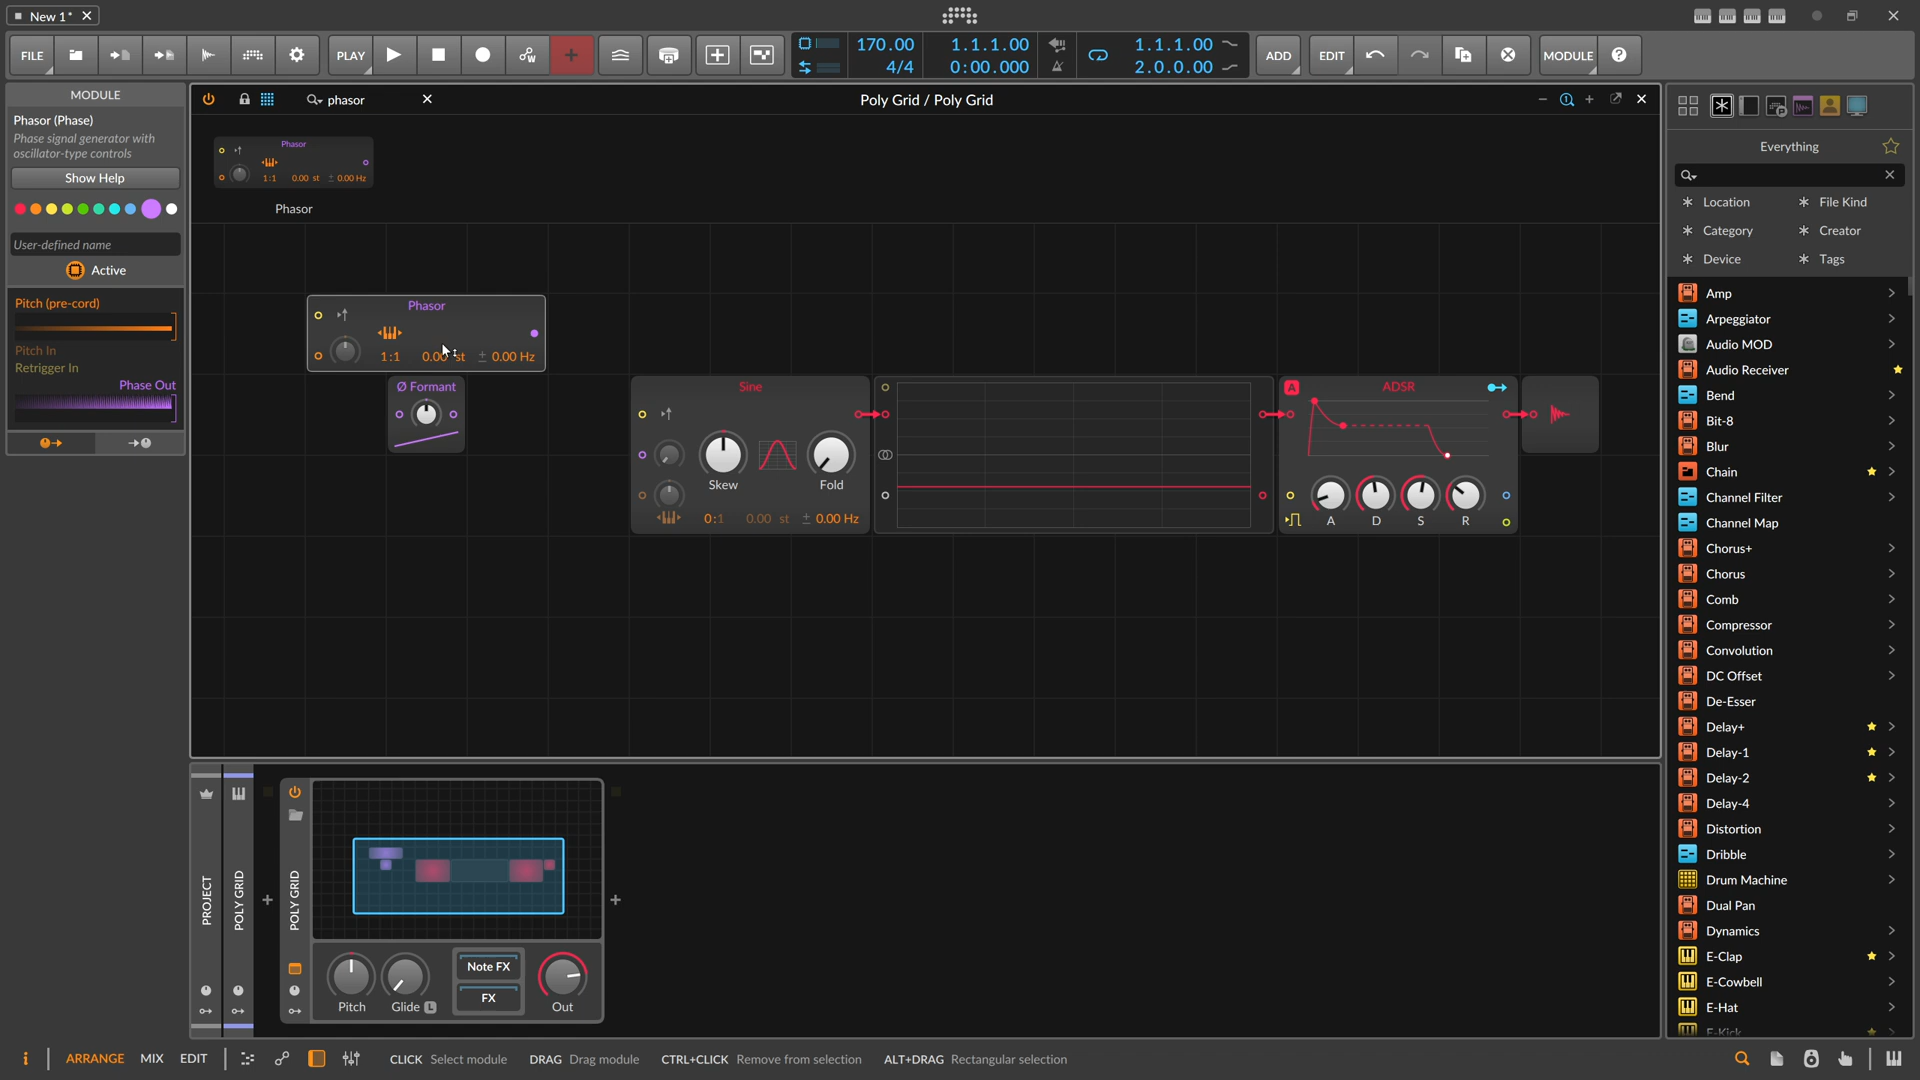 New 1*
FILE
PLAY
170.00
4/4
1.1.1.00
0:00.000
1.1.1.00
2.0.0.00
ADD
EDIT
MODULE
MODULE
Phasor (Phase)
Phase signal generator with
oscillator-type controls
Show Help
User-defined name
Active
Pitch (pre-cord)
Pitch In
Retrigger In
Phase Out
phasor
Poly Grid / Poly Grid
Phasor
1:1 0.00 st ± 0.00 Hz
Phasor
Phasor
1:1 0.00 st ± 0.00 Hz
Ø Formant
Sine
Skew
Fold
0:1 0.00 st ± 0.00 Hz
A
ADSR
A D S R
PROJECT
POLY GRID
POLY GRID
Pitch
Glide L
Note FX
FX
Out
Everything
Location
File Kind
Category
Creator
Device
Tags
Amp
Arpeggiator
Audio MOD
Audio Receiver
Bend
Bit-8
Blur
Chain
Channel Filter
Channel Map
Chorus+
Chorus
Comb
Compressor
Convolution
DC Offset
De-Esser
Delay+
Delay-1
Delay-2
Delay-4
Distortion
Dribble
Drum Machine
Dual Pan
Dynamics
E-Clap
E-Cowbell
E-Hat
E-Kick
ARRANGE MIX EDIT
CLICK Select module DRAG Drag module CTRL+CLICK Remove from selection ALT+DRAG Rectangular selection